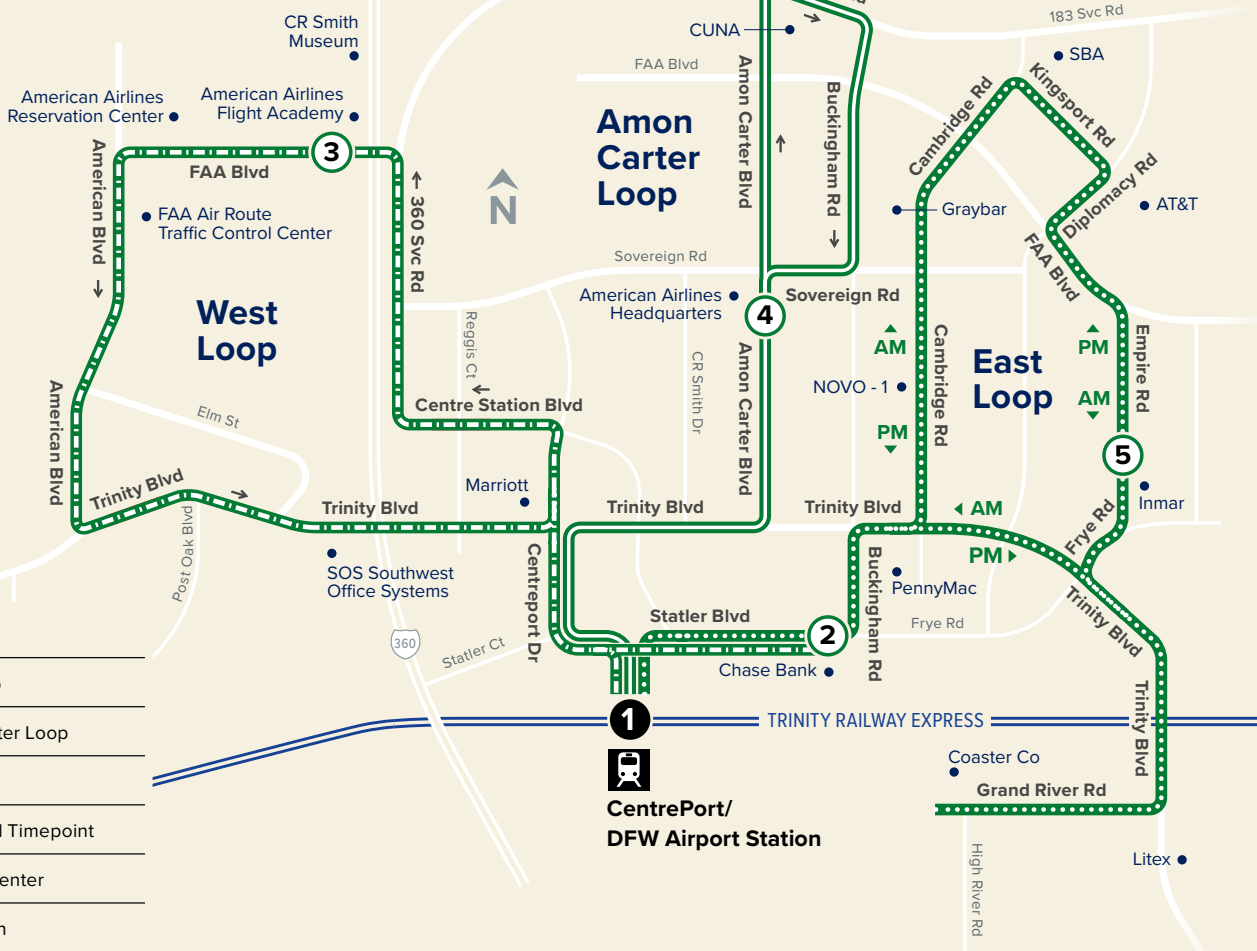 183 Svc Rd
CR Smith
Museum
CUNA
SBA
FAA Blvd
Kingsport Rd
Cambridge Rd
Amon Carter Blvd
Buckingham Rd
American Airlines
Reservation Center
American Airlines
Flight Academy
Amon
Carter
Loop
3
American Blvd
FAA Blvd
360 Svc Rd
N
Diplomacy Rd
AT&T
Graybar
FAA Air Route
Traffic Control Center
FAA Blvd
Sovereign Rd
American Airlines
Headquarters
4
Sovereign Rd
West
Loop
Reggis Ct
CR Smith Dr
Amon Carter Blvd
AM
NOVO - 1
PM
Cambridge Rd
East
Loop
PM
AM
Empire Rd
5
Inmar
American Blvd
Elm St
Centre Station Blvd
Marriott
Trinity Blvd
Trinity Blvd
Trinity Blvd
Trinity Blvd
AM
PM
Frye Rd
Post Oak Blvd
SOS Southwest
Office Systems
Centreport Dr
Buckingham Rd
PennyMac
Trinity Blvd
Statler Blvd
2
Frye Rd
360
Statler Ct
Chase Bank
Trinity Blvd
1
TRINITY RAILWAY EXPRESS
CentrePort/
DFW Airport Station
Coaster Co
Grand River Rd
High River Rd
Litex
ter Loop
Timepoint
enter